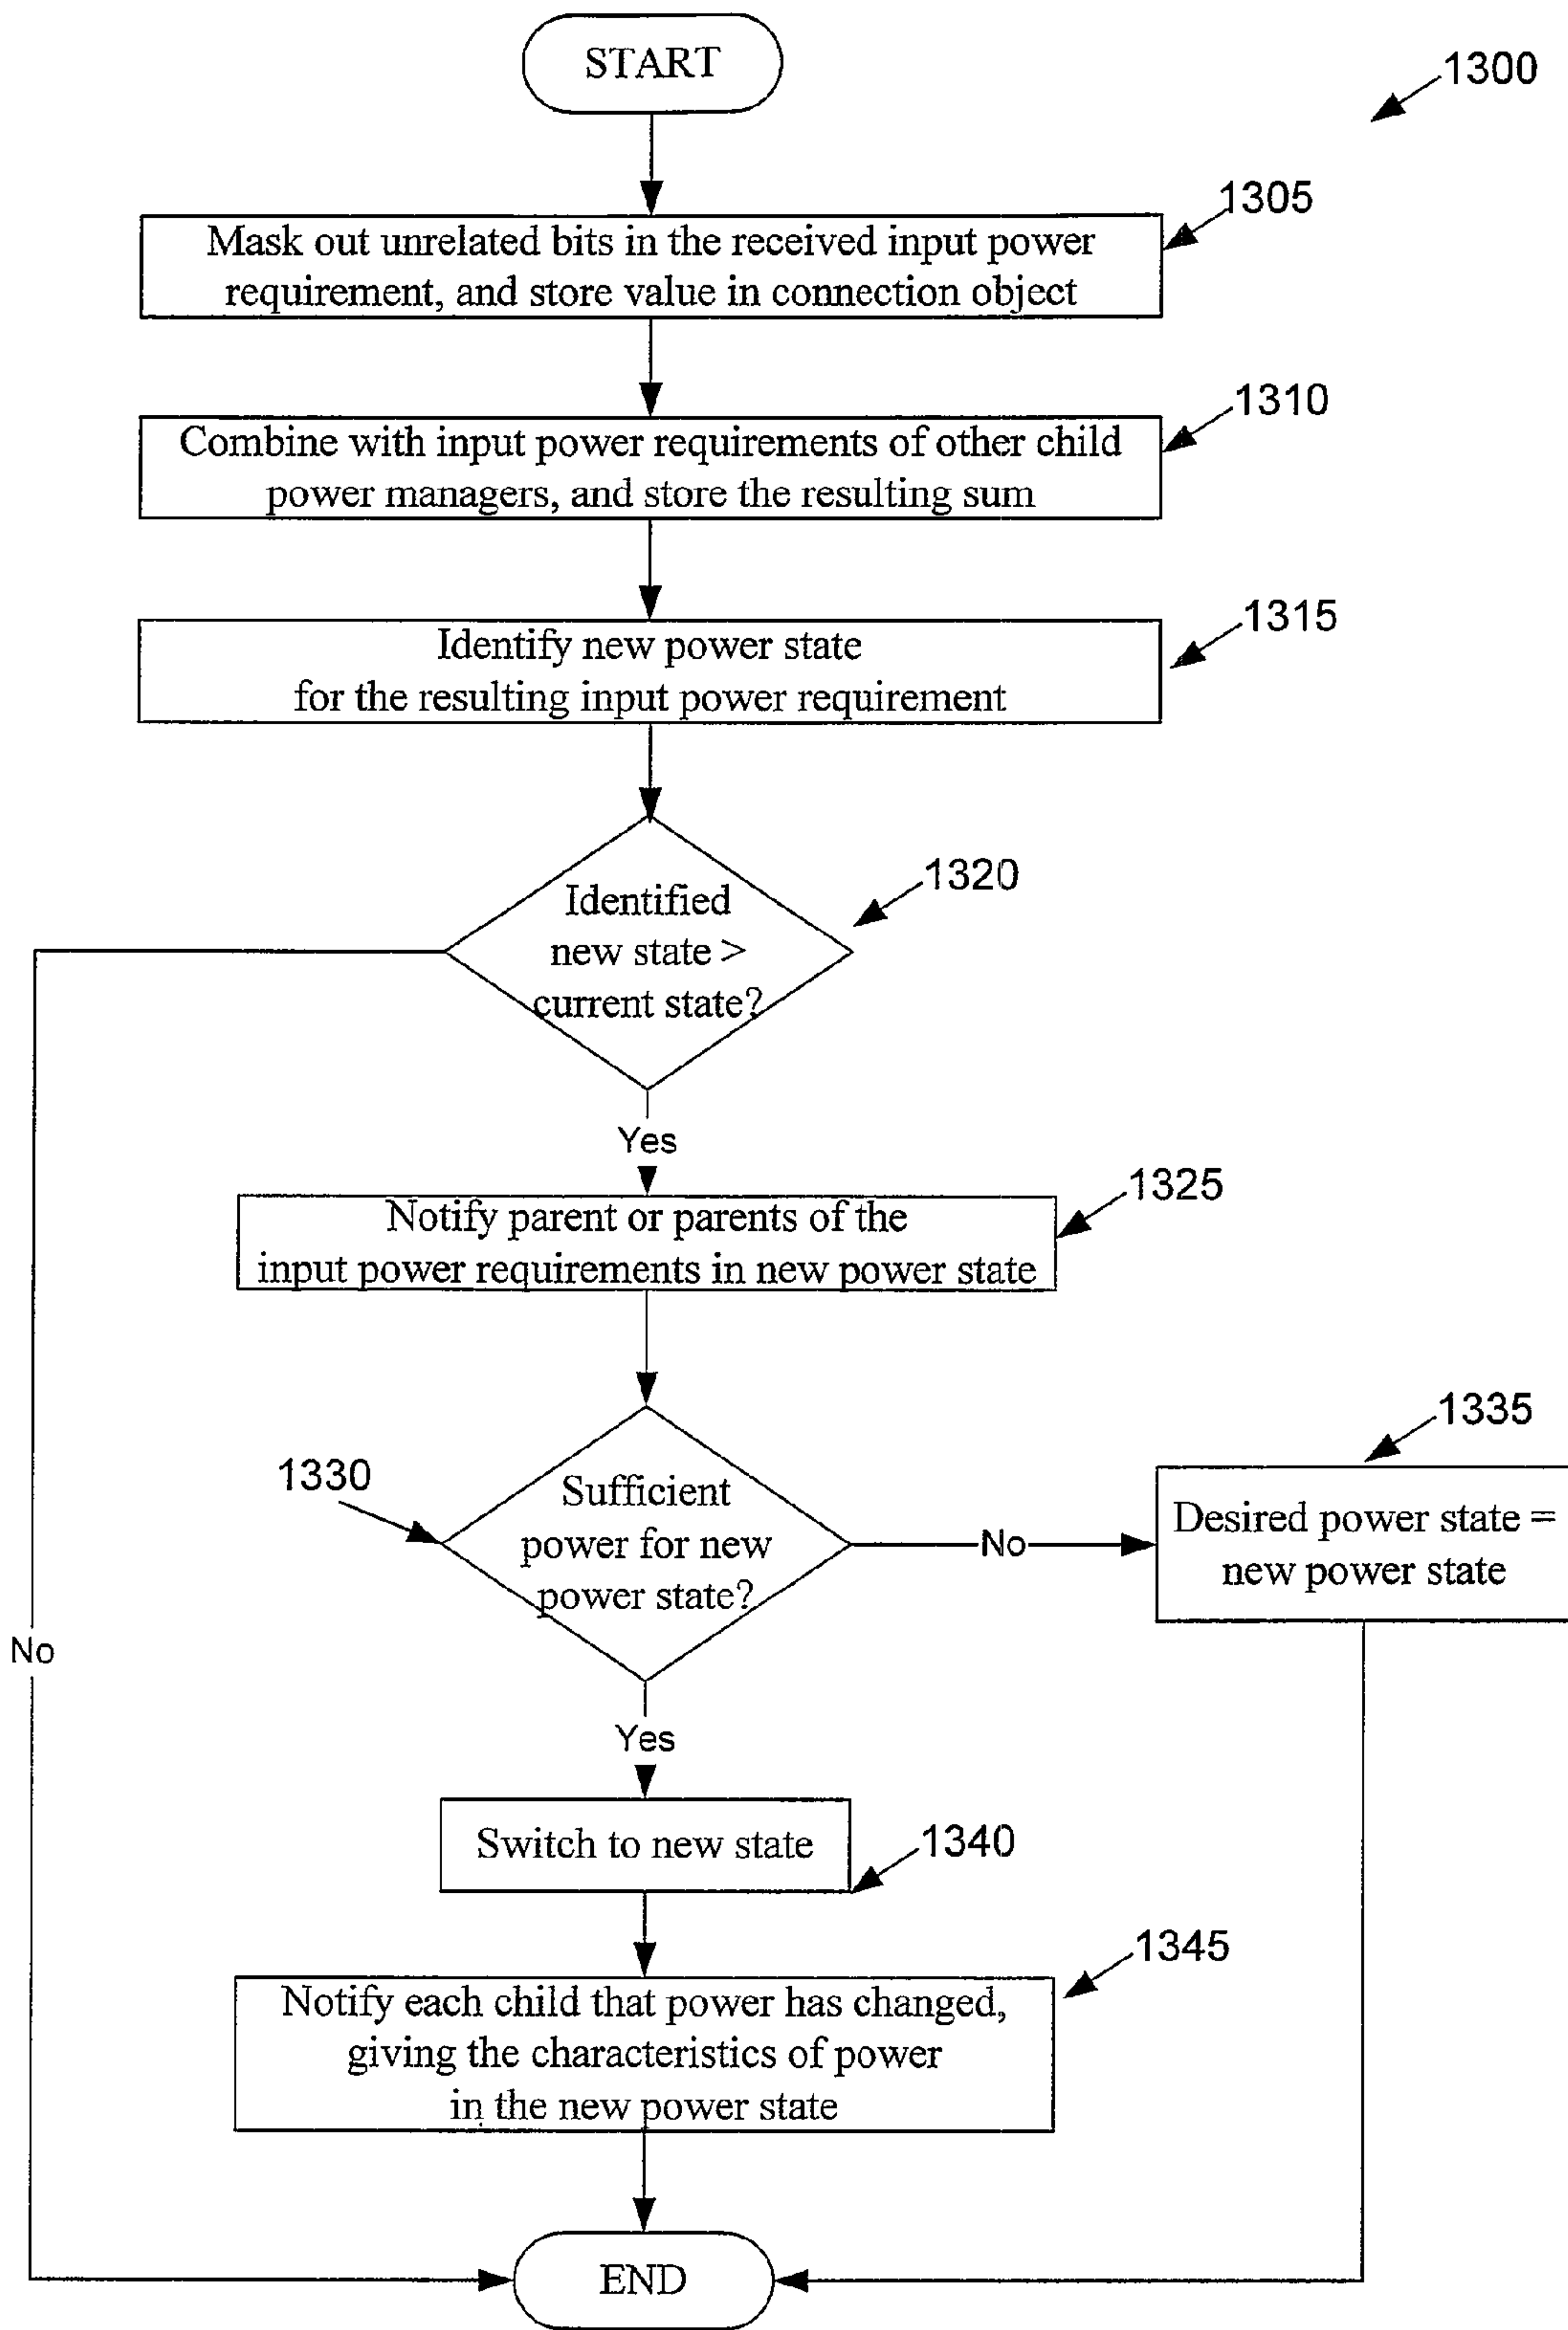 START
1300
1305
Mask out unrelated bits in the received input power
requirement, and store value in connection object
1310
Combine with input power requirements of other child
power managers, and store the resulting sum
1315
Identify new power state
for the resulting input power requirement
1320
Identified
new state >
current state?
Yes
1325
Notify parent or parents of the
input power requirements in new power state
1330
Sufficient
power for new
power state?
No
1335
Desired power state =
new power state
No
Yes
Switch to new state
1340
1345
Notify each child that power has changed,
giving the characteristics of power
in the new power state
END